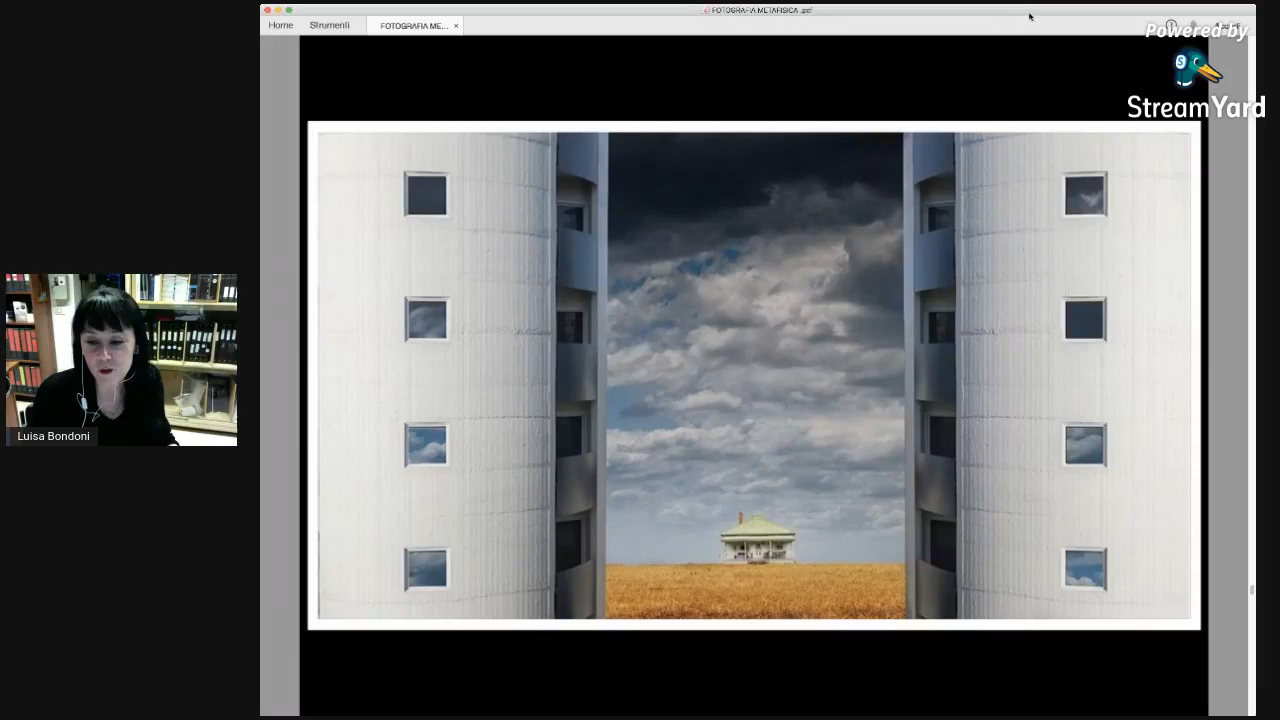 FOTOGRAFIA METAFISICA .pdf
Home
Strumenti
FOTOGRAFIA ME...
×
Powered by
StreamYard
Luisa Bondoni